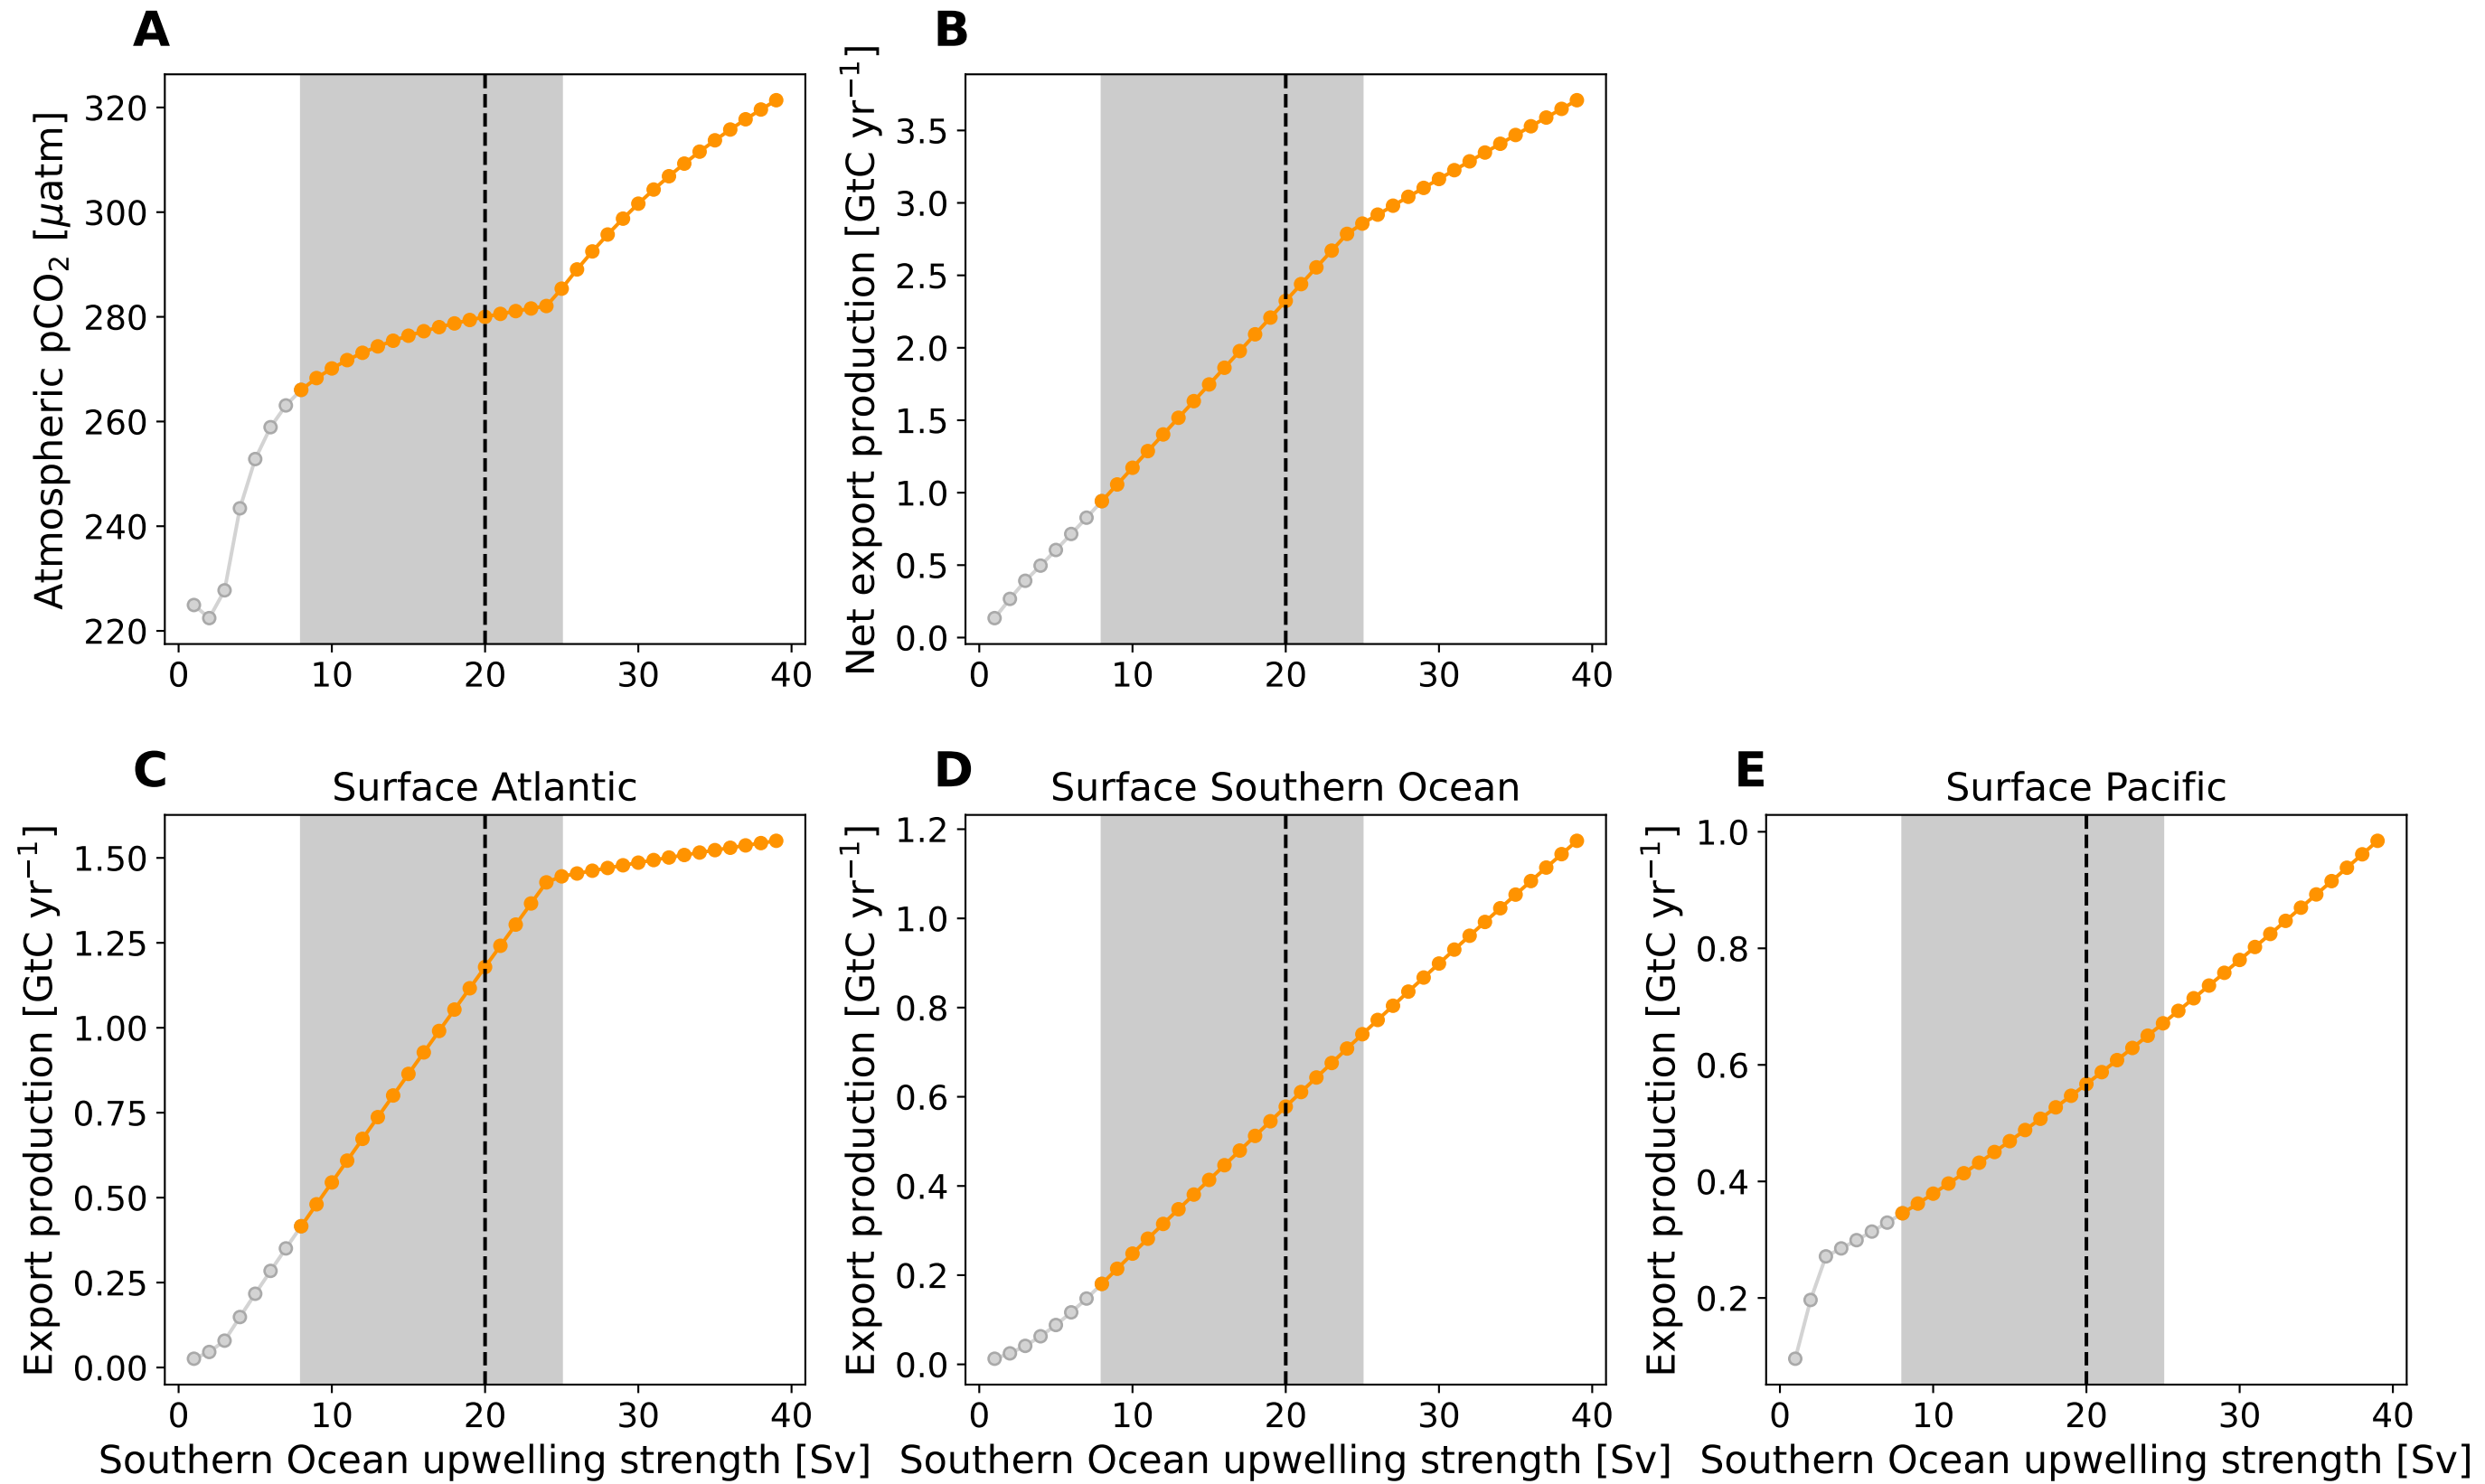 A
B
Atmospheric pCO₂ [μatm]
320
300
280
260
240
220
0 10 20 30 40
Net export production [GtC yr⁻¹]
3.5
3.0
2.5
2.0
1.5
1.0
0.5
0.0
0 10 20 30 40
C
Surface Atlantic
Export production [GtC yr⁻¹]
1.50
1.25
1.00
0.75
0.50
0.25
0.00
0 10 20 30 40
Southern Ocean upwelling strength [Sv]
D
Surface Southern Ocean
Export production [GtC yr⁻¹]
1.2
1.0
0.8
0.6
0.4
0.2
0.0
0 10 20 30 40
Southern Ocean upwelling strength [Sv]
E
Surface Pacific
Export production [GtC yr⁻¹]
1.0
0.8
0.6
0.4
0.2
0 10 20 30 40
Southern Ocean upwelling strength [Sv]